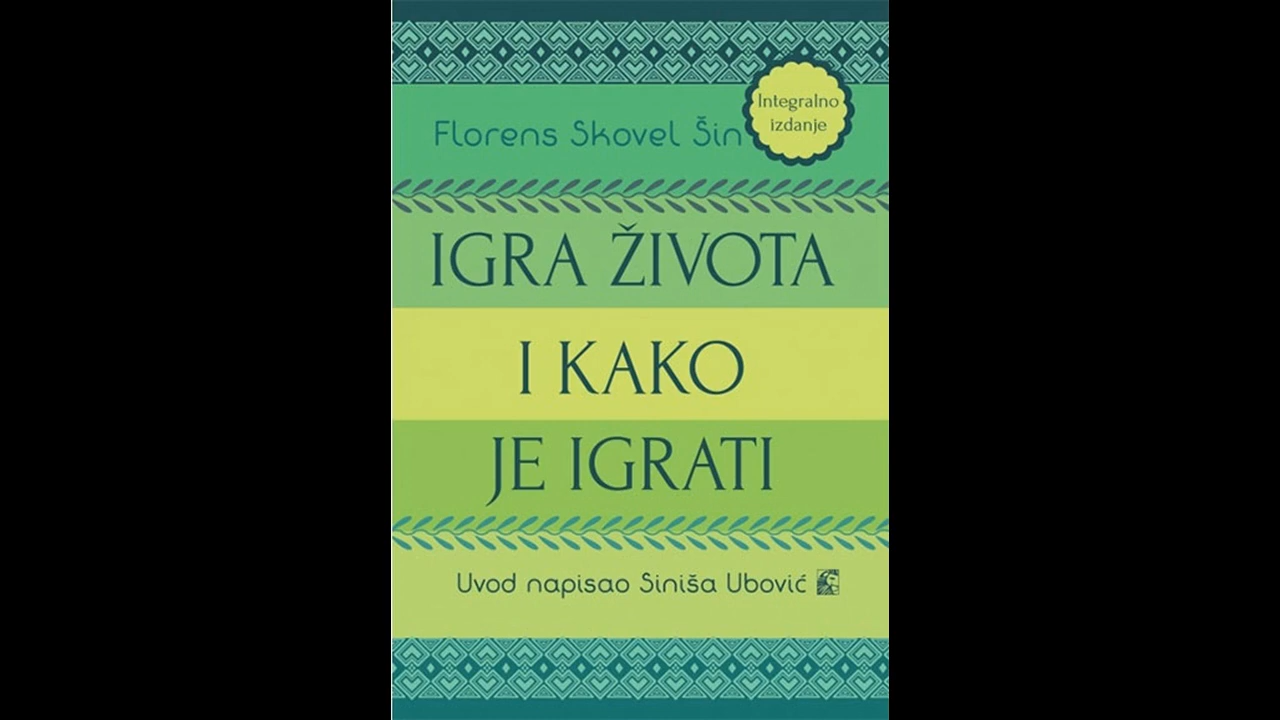 Integralno
izdanje
Florens Skovel Šin
IGRA ŽIVOTA
I KAKO
JE IGRATI
Uvod napisao Siniša Ubović